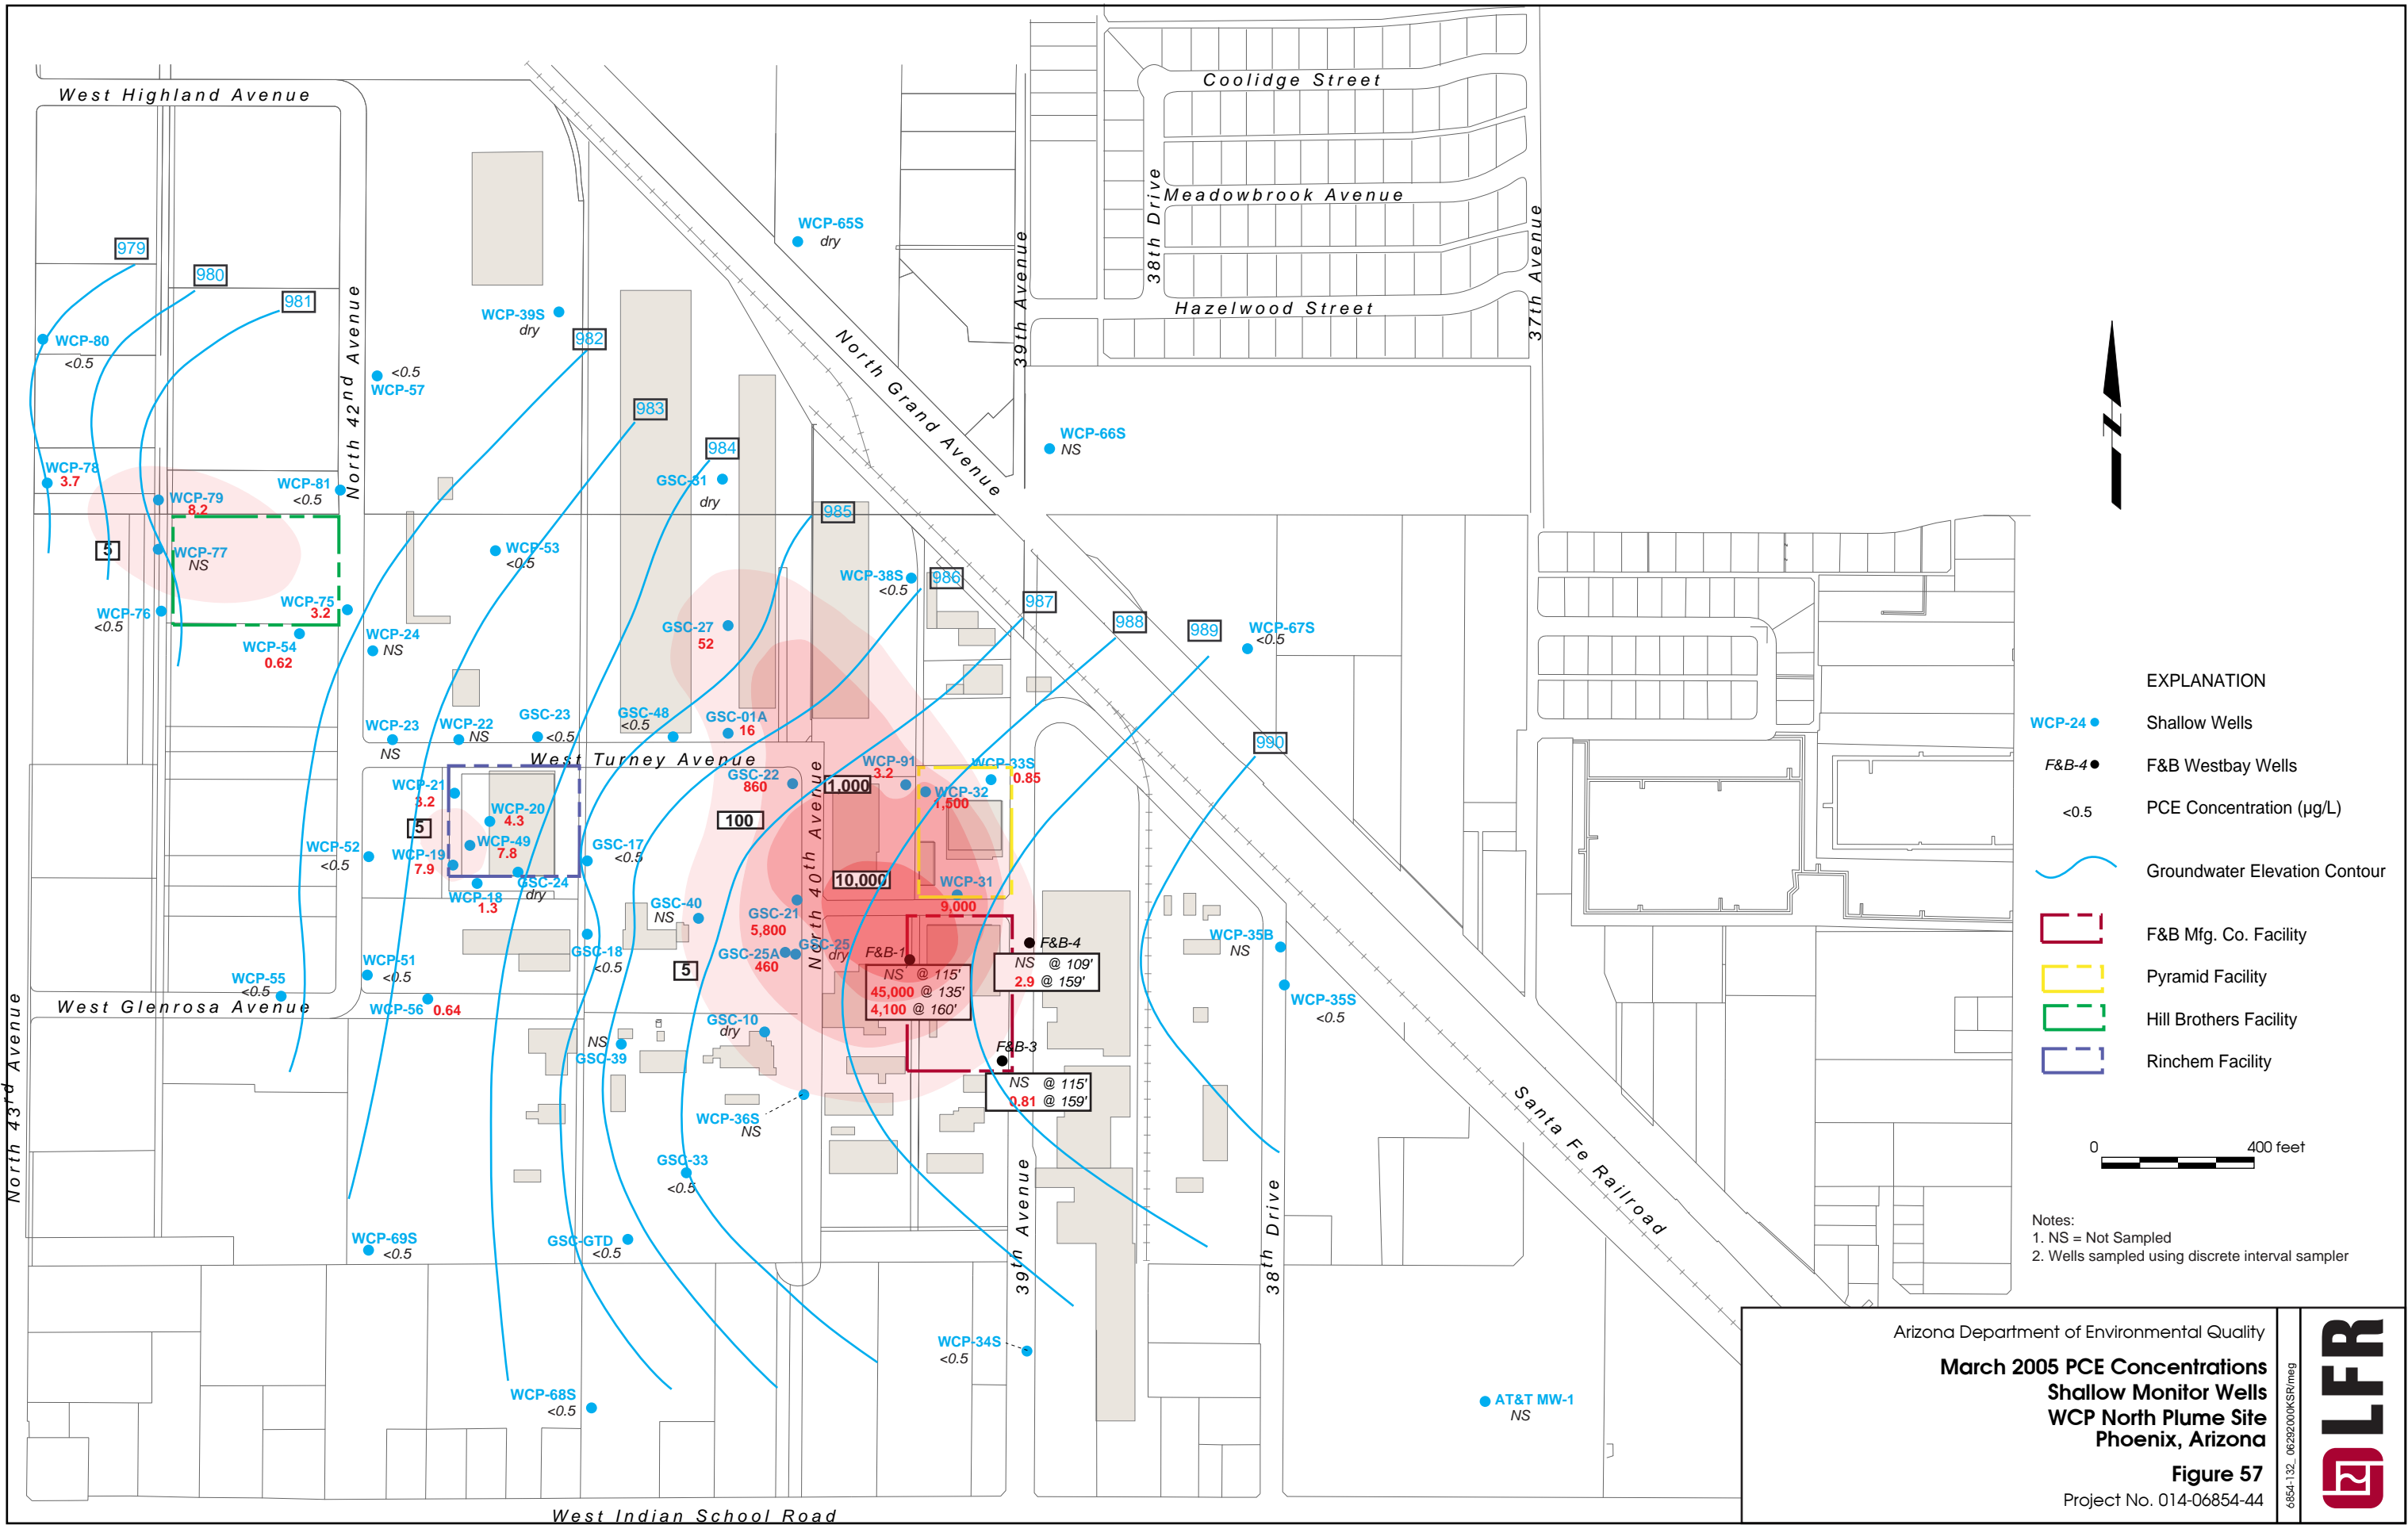 Coolidge Street
West Highland Avenue
38th Drive
Meadowbrook Avenue
37th Avenue
39th Avenue
Hazelwood Street
WCP-65S
dry
979
980
981
North 42nd Avenue
WCP-39S
dry
982
WCP-80
<0.5
<0.5
WCP-57
North Grand Avenue
983
984
WCP-66S
NS
WCP-78
3.7
WCP-79
8.2
WCP-81
<0.5
GSC-31
dry
985
5
WCP-77
NS
WCP-53
<0.5
WCP-38S
<0.5
986
987
988
989
WCP-67S
<0.5
WCP-76
<0.5
WCP-75
3.2
WCP-54
0.62
WCP-24
NS
GSC-27
52
WCP-23
NS
WCP-22
NS
GSC-23
<0.5
GSC-48
<0.5
GSC-01A
16
990
West Turney Avenue
WCP-21
3.2
WCP-20
4.3
5
WCP-49
7.8
WCP-19
7.9
WCP-52
<0.5
WCP-18
1.3
GSC-24
dry
GSC-17
<0.5
GSC-22
860
1,000
WCP-91
3.2
WCP-33S
0.85
WCP-32
1,500
100
North 40th Avenue
10,000
WCP-31
9,000
GSC-40
NS
GSC-21
5,800
GSC-18
<0.5
GSC-25A
460
GSC-25
dry
5
F&B-1
NS @ 115'
45,000 @ 135'
4,100 @ 160'
F&B-4
NS @ 109'
2.9 @ 159'
F&B-3
NS @ 115'
0.81 @ 159'
WCP-35B
NS
WCP-35S
<0.5
WCP-55
<0.5
WCP-51
<0.5
West Glenrosa Avenue
WCP-56 0.64
GSC-10
dry
NS
GSC-39
WCP-36S
NS
GSC-33
<0.5
North 43rd Avenue
WCP-69S
<0.5
GSC-GTD
<0.5
39th Avenue
38th Drive
Santa Fe Railroad
WCP-34S
<0.5
WCP-68S
<0.5
AT&T MW-1
NS
West Indian School Road
EXPLANATION
WCP-24 Shallow Wells
F&B-4 F&B Westbay Wells
<0.5 PCE Concentration (µg/L)
Groundwater Elevation Contour
F&B Mfg. Co. Facility
Pyramid Facility
Hill Brothers Facility
Rinchem Facility
0 400 feet
Notes:
1. NS = Not Sampled
2. Wells sampled using discrete interval sampler
Arizona Department of Environmental Quality
March 2005 PCE Concentrations
Shallow Monitor Wells
WCP North Plume Site
Phoenix, Arizona
Figure 57
Project No. 014-06854-44
6854-132_06292000KSR/meg
LFR